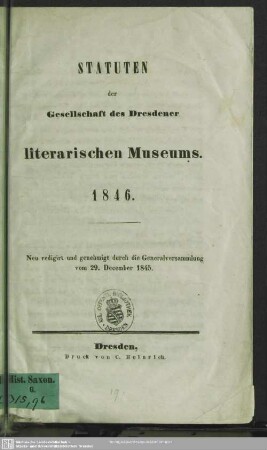 STATUTEN
der
Gesellschaft des Dresdener
literarischen Museums.
1846.
Neu redigirt und genehmigt durch die Generalversammlung
vom 29. December 1845.
Dresden,
Druck von C. Heinrich.
Hist. Saxon.